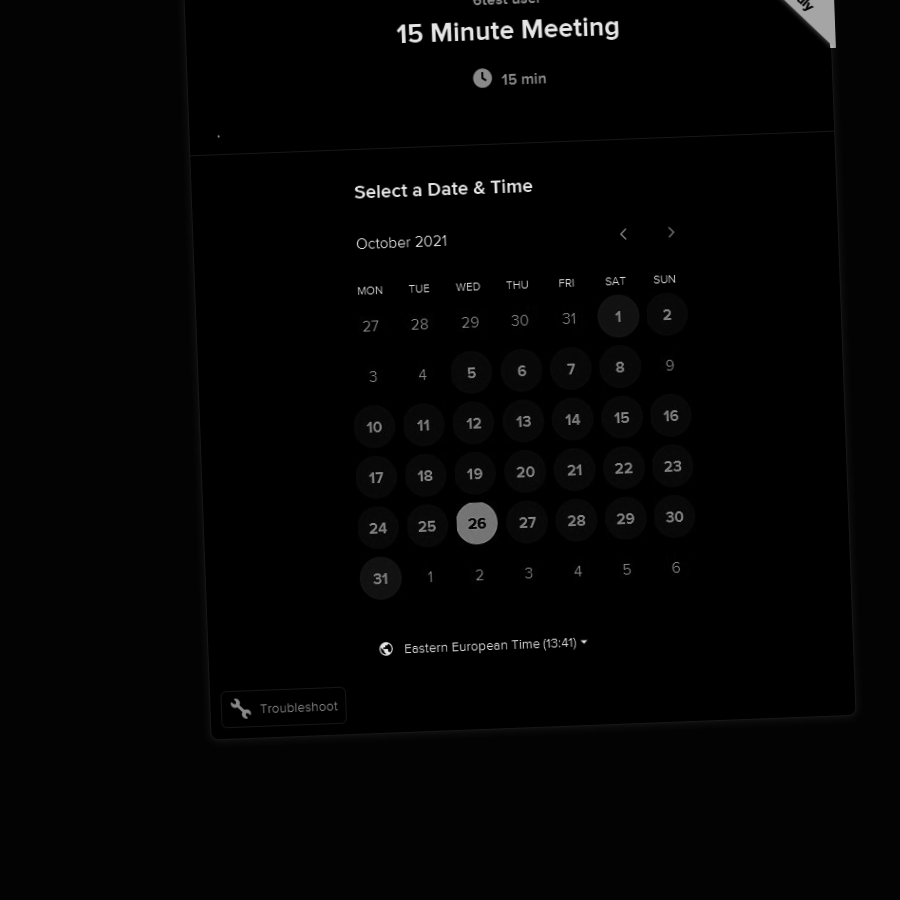 15 Minute Meeting
15 min
Select a Date & Time
October 2021
MON TUE WED THU FRI SAT SUN
27 28 29 30 31 1 2
3 4 5 6 7 8 9
10 11 12 13 14 15 16
17 18 19 20 21 22 23
24 25 26 27 28 29 30
31 1 2 3 4 5 6
Eastern European Time (13:41)
Troubleshoot